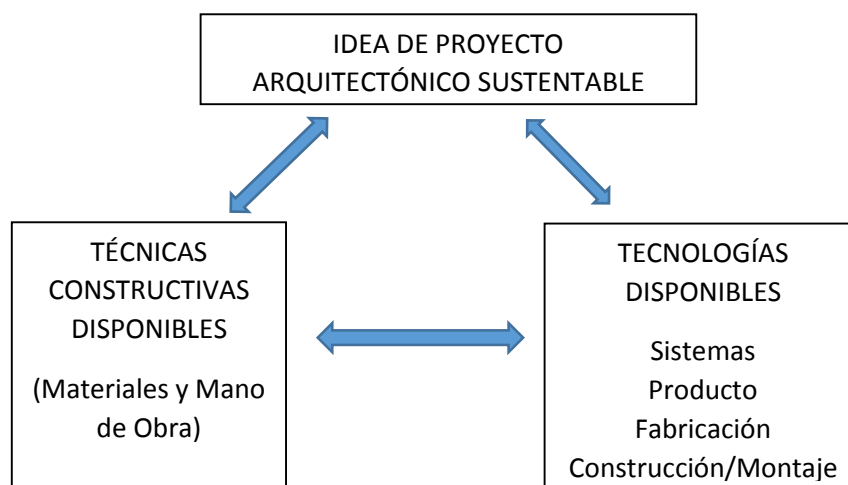 IDEA DE PROYECTO
ARQUITECTÓNICO SUSTENTABLE
TÉCNICAS
CONSTRUCTIVAS
DISPONIBLES
(Materiales y Mano
de Obra)
TECNOLOGÍAS
DISPONIBLES
Sistemas
Producto
Fabricación
Construcción/Montaje